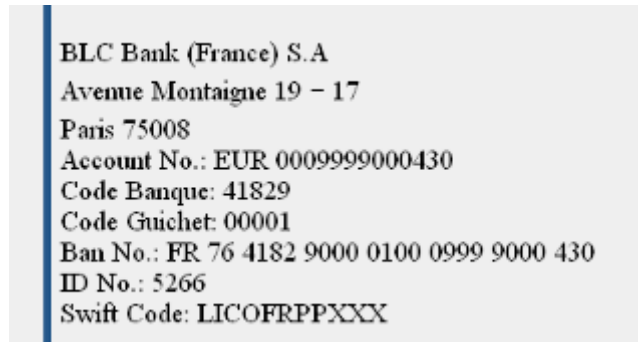 BLC Bank (France) S.A
Avenue Montaigne 19 – 17
Paris 75008
Account No.: EUR 0009999000430
Code Banque: 41829
Code Guichet: 00001
Ban No.: FR 76 4182 9000 0100 0999 9000 430
ID No.: 5266
Swift Code: LICOFRPPXXX